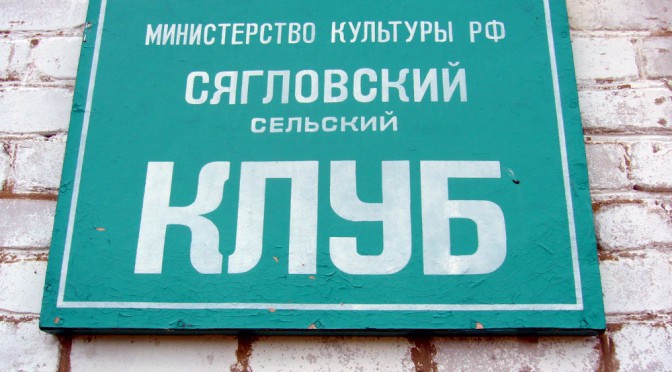 МИНИСТЕРСТВО КУЛЬТУРЫ РФ
СЯГЛОВСКИЙ
СЕЛЬСКИЙ
КЛУБ